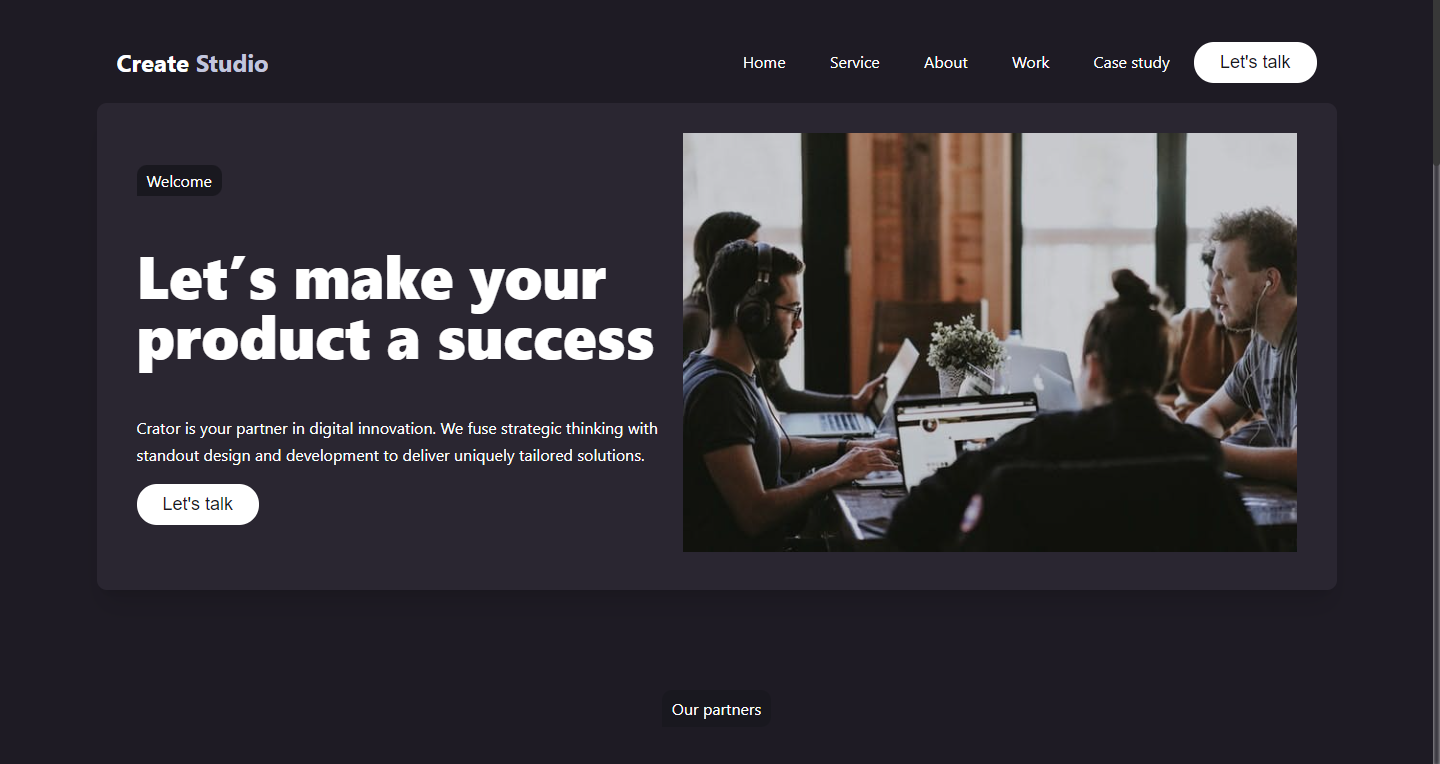 Create Studio
Home Service About Work Case study Let's talk
Welcome
Let’s make your
product a success
Crator is your partner in digital innovation. We fuse strategic thinking with
standout design and development to deliver uniquely tailored solutions.
Let's talk
Our partners